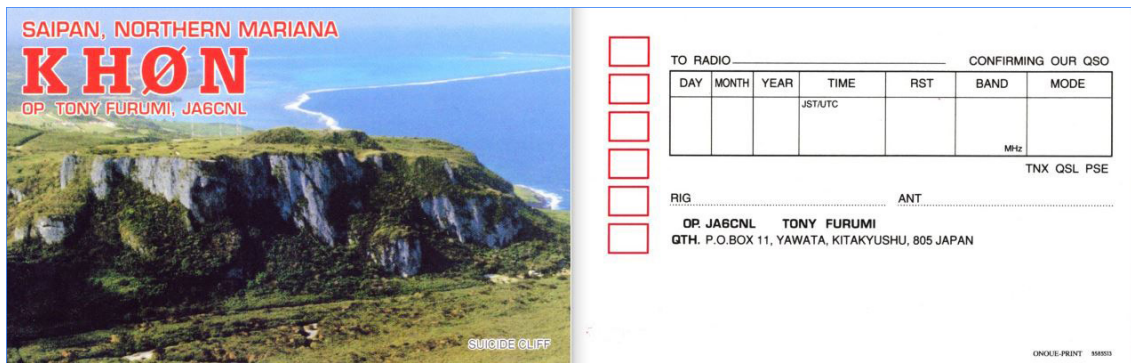 SAIPAN, NORTHERN MARIANA
KHØN
OP TONY FURUMI, JA6CNL
SUICIDE CLIFF
TO RADIO CONFIRMING OUR QSO
DAY MONTH YEAR TIME RST BAND MODE
JST/UTC
MHz
TNX QSL PSE
RIG ANT
OP. JA6CNL TONY FURUMI
QTH. P.O.BOX 11, YAWATA, KITAKYUSHU, 805 JAPAN
ONOUE-PRINT